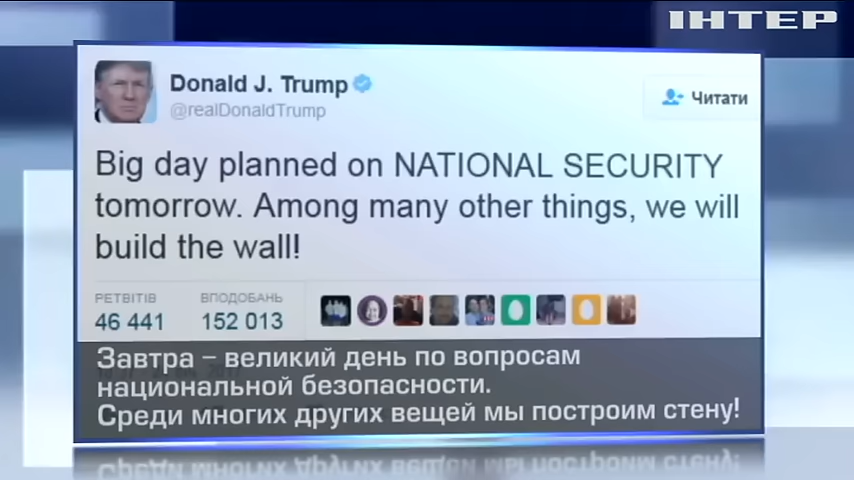 ІНТЕР
Donald J. Trump
@realDonaldTrump
Читати
Big day planned on NATIONAL SECURITY
tomorrow. Among many other things, we will
build the wall!
РЕТВІТІВ
ВПОДОБАНЬ
46 441
152 013
Завтра – великий день по вопросам
национальной безопасности.
Среди многих других вещей мы построим стену!